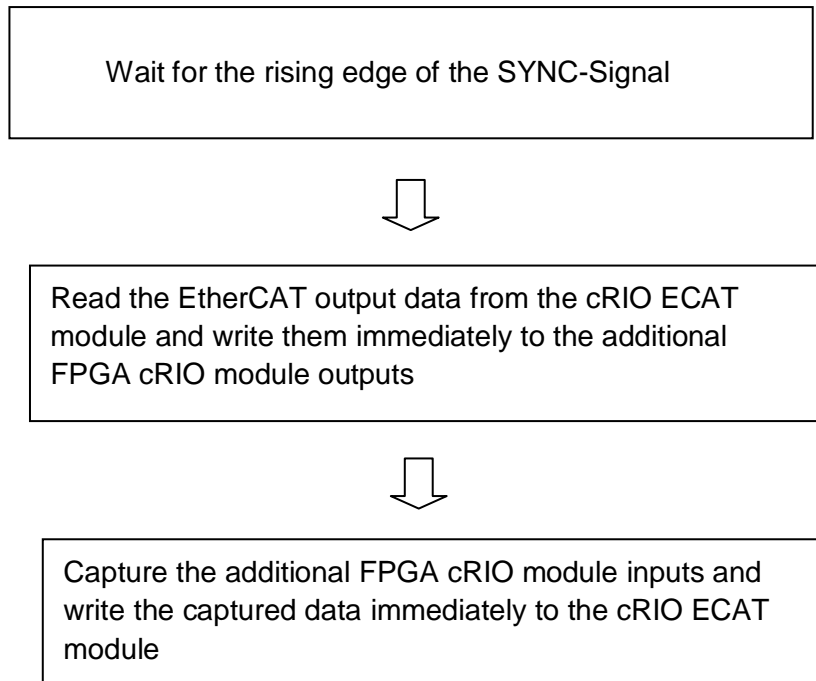 Wait for the rising edge of the SYNC-Signal
Read the EtherCAT output data from the cRIO ECAT
module and write them immediately to the additional
FPGA cRIO module outputs
Capture the additional FPGA cRIO module inputs and
write the captured data immediately to the cRIO ECAT
module